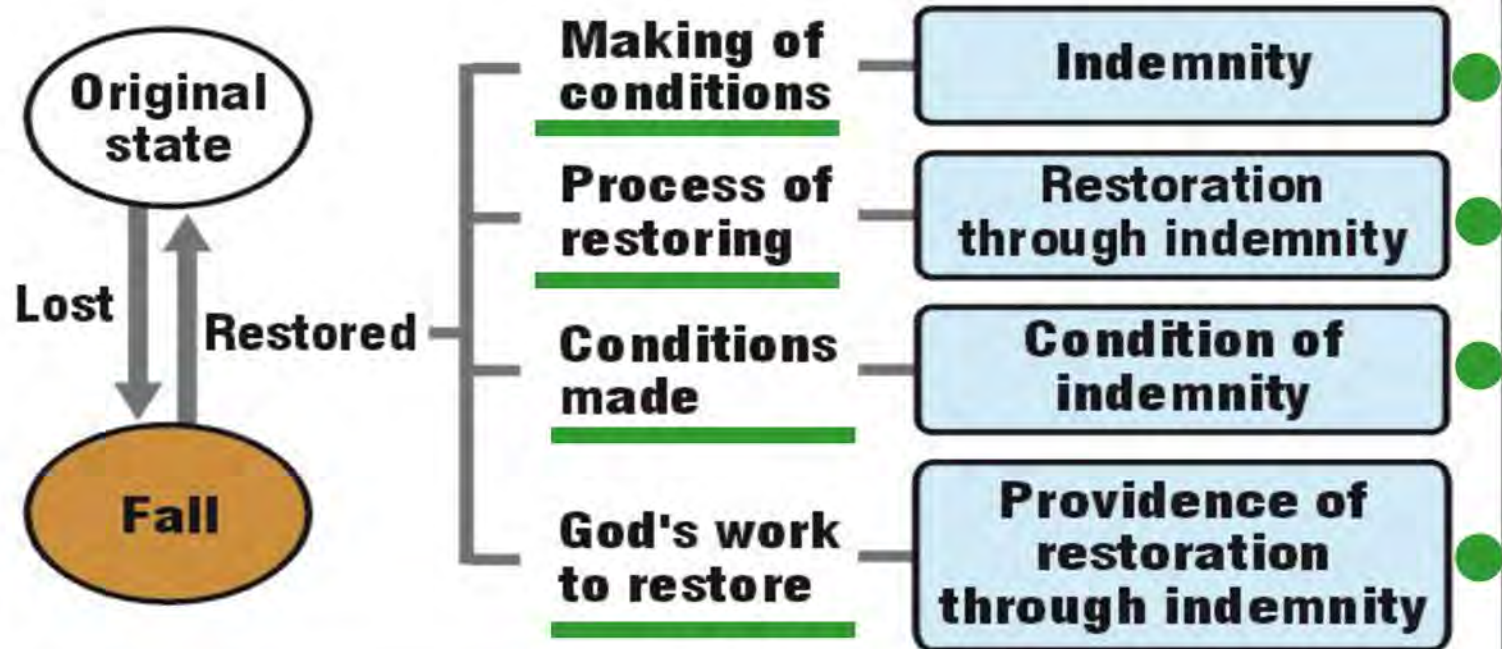 Original
state
Lost
Restored
Fall
Making of
conditions
Indemnity
Process of
restoring
Restoration
through indemnity
Conditions
made
Condition of
indemnity
God's work
to restore
Providence of
restoration
through indemnity